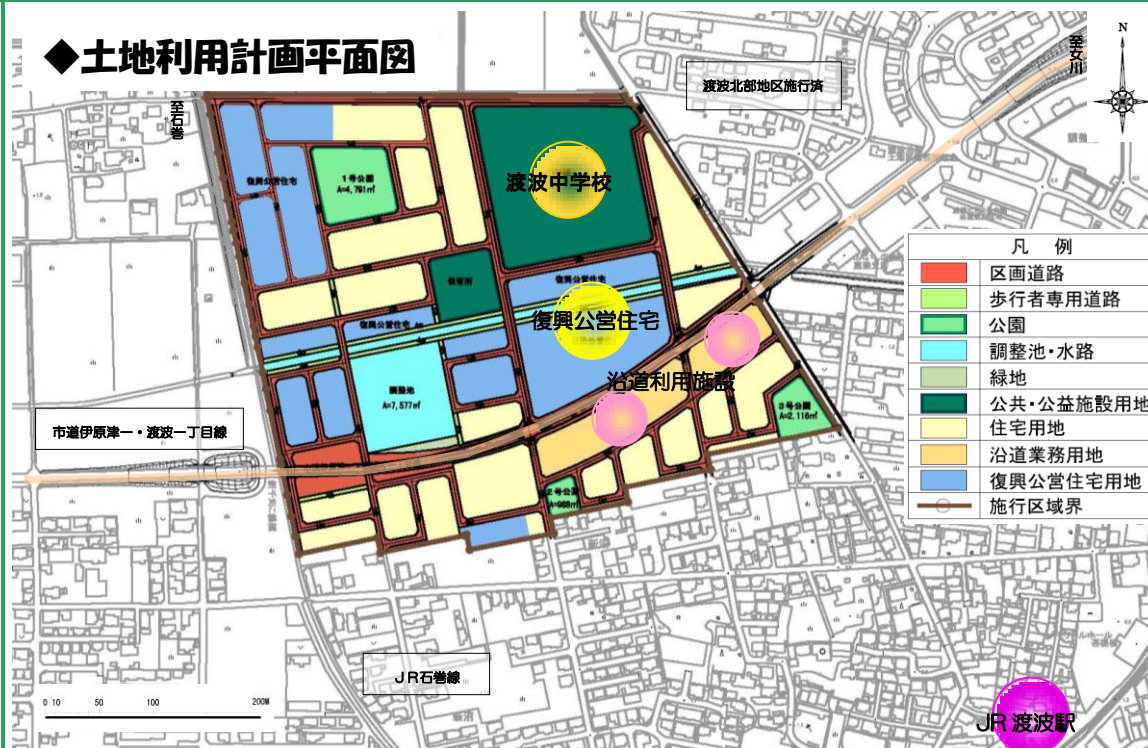 ◆土地利用計画平面図
至石巻
渡波北部地区施行済
至女川
N
復興公営住宅
1号公園
A=4,791㎡
渡波中学校
保育所
復興公営住宅
復興公営住宅
復興公営住宅
沿道利用施設
調整池
A=7,577㎡
3号公園
A=2,116㎡
2号公園
市道伊原津一・渡波一丁目線
JR石巻線
JR渡波駅
0 10 50 100 200M
凡 例
区画道路
歩行者専用道路
公園
調整池・水路
緑地
公共・公益施設用地
住宅用地
沿道業務用地
復興公営住宅用地
施行区域界